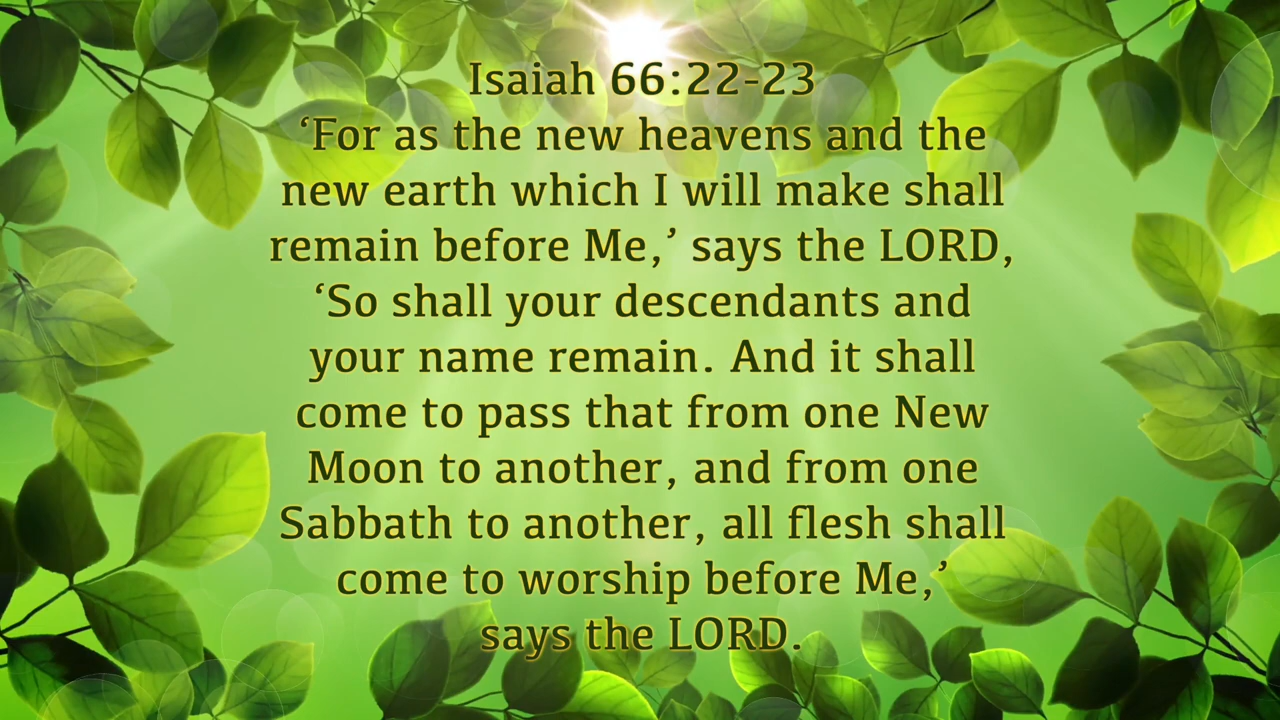 Isaiah 66:22-23
‘For as the new heavens and the
new earth which I will make shall
remain before Me,’ says the LORD,
‘So shall your descendants and
your name remain. And it shall
come to pass that from one New
Moon to another, and from one
Sabbath to another, all flesh shall
come to worship before Me,’
says the LORD.